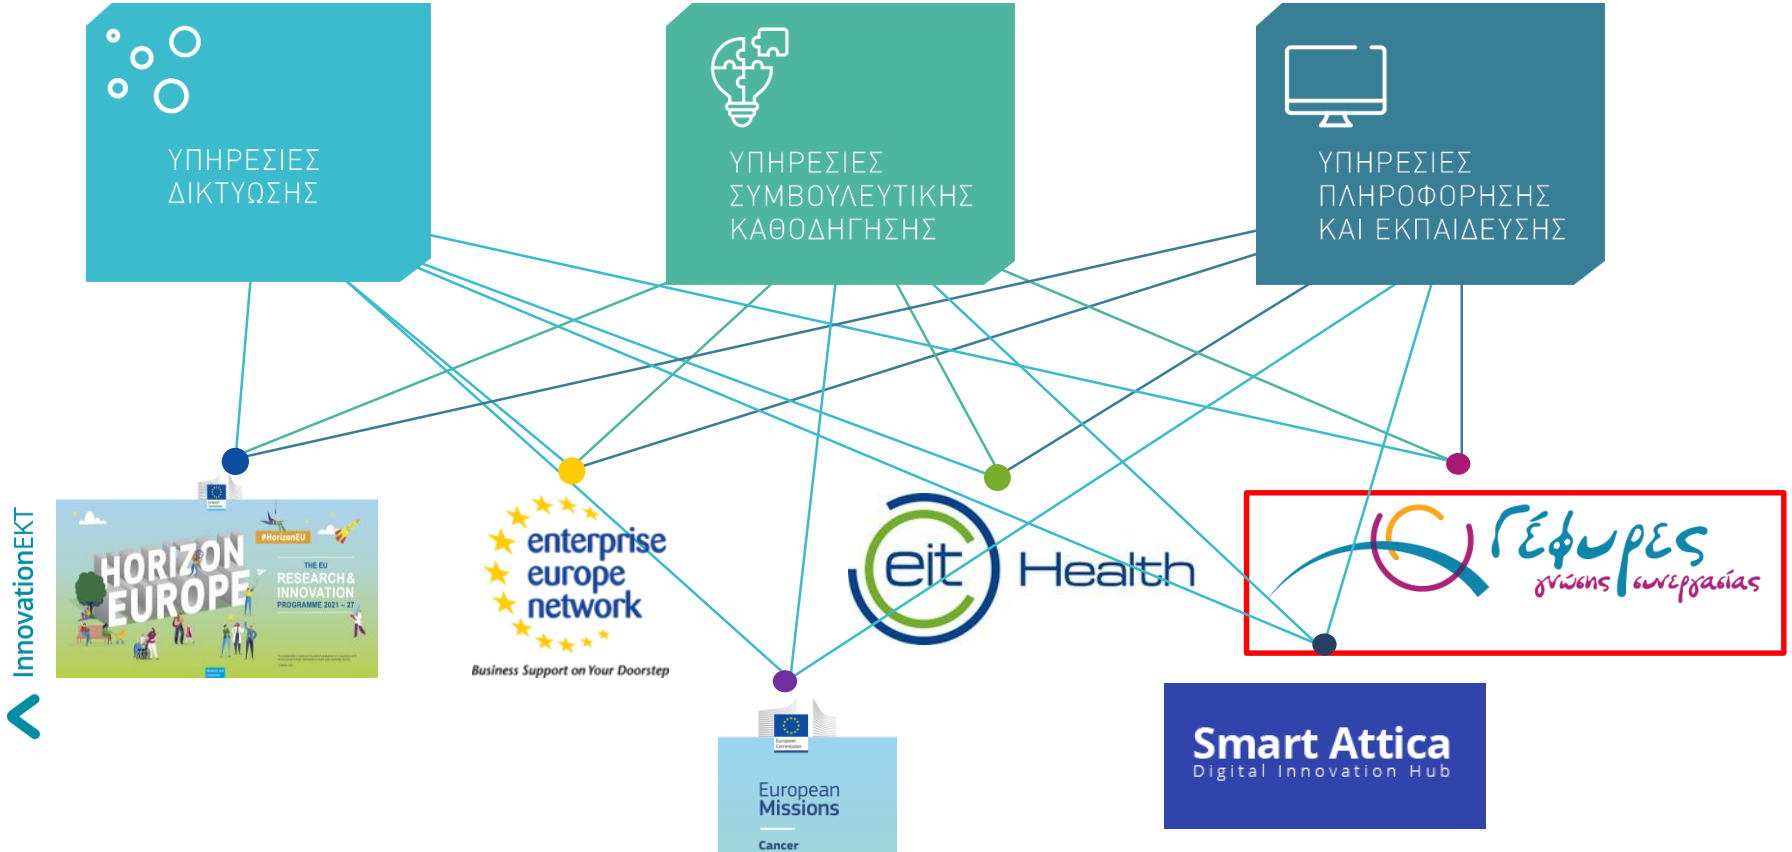 ΥΠΗΡΕΣΙΕΣ
ΔΙΚΤΥΩΣΗΣ
ΥΠΗΡΕΣΙΕΣ
ΣΥΜΒΟΥΛΕΥΤΙΚΗΣ
ΚΑΘΟΔΗΓΗΣΗΣ
ΥΠΗΡΕΣΙΕΣ
ΠΛΗΡΟΦΟΡΗΣΗΣ
ΚΑΙ ΕΚΠΑΙΔΕΥΣΗΣ
InnovationEKT
HORIZON
EUROPE
#HorizonEU
THE EU
RESEARCH &
INNOVATION
PROGRAMME 2021 – 27
enterprise
europe
network
Business Support on Your Doorstep
eit Health
Γέφυρες
γνώσης συνεργασίας
European
Commission
European
Missions
Cancer
Smart Attica
Digital Innovation Hub